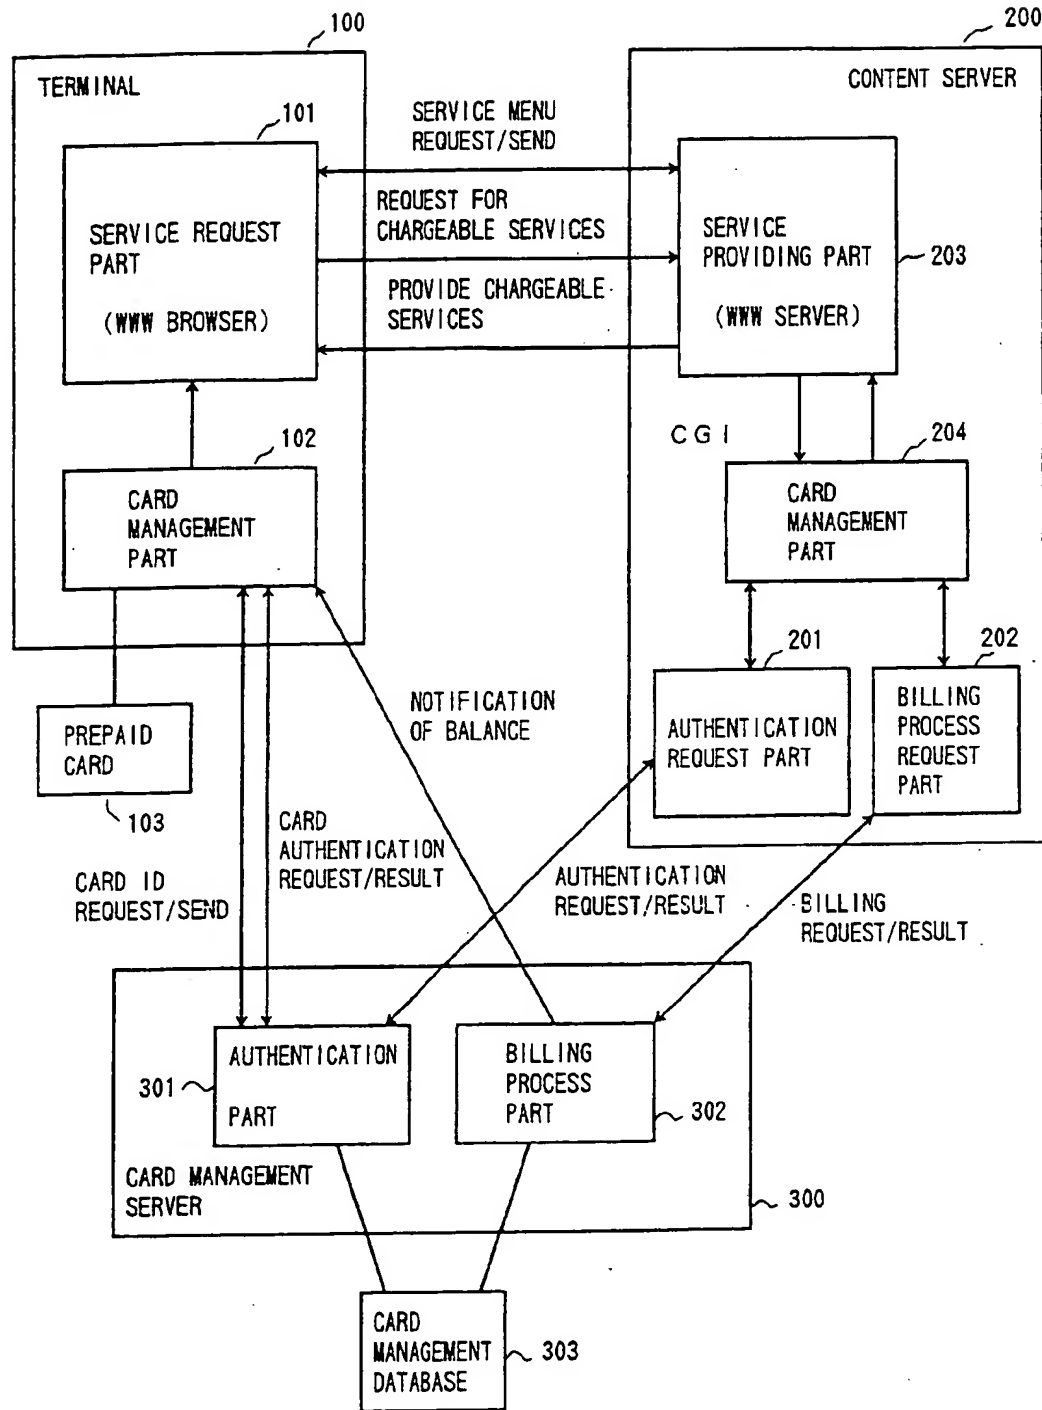 100
200
TERMINAL
CONTENT SERVER
101
SERVICE MENU
REQUEST/SEND
SERVICE REQUEST
PART
(WWW BROWSER)
REQUEST FOR
CHARGEABLE SERVICES
PROVIDE CHARGEABLE
SERVICES
SERVICE
PROVIDING PART
(WWW SERVER)
203
CGI
102
204
CARD
MANAGEMENT
PART
CARD
MANAGEMENT
PART
201
202
NOTIFICATION
OF BALANCE
PREPAID
CARD
103
AUTHENTICATION
REQUEST PART
BILLING
PROCESS
REQUEST
PART
CARD
AUTHENTICATION
REQUEST/RESULT
CARD ID
REQUEST/SEND
AUTHENTICATION
REQUEST/RESULT
BILLING
REQUEST/RESULT
301
AUTHENTICATION
PART
BILLING
PROCESS
PART
302
CARD MANAGEMENT
SERVER
300
CARD
MANAGEMENT
DATABASE
303